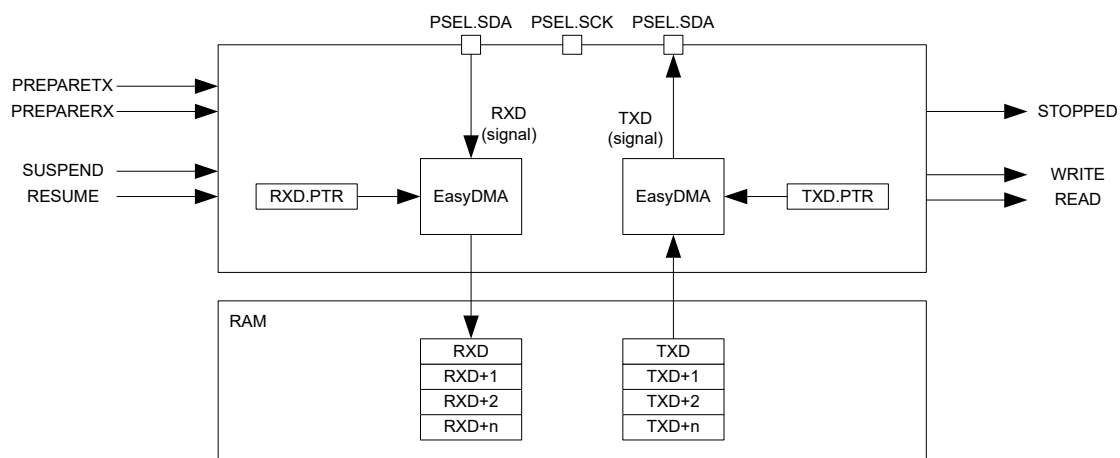 PSEL.SDA PSEL.SCK PSEL.SDA
PREPARETX
PREPARERX
SUSPEND
RESUME
RXD
(signal)
TXD
(signal)
STOPPED
WRITE
READ
RXD.PTR
EasyDMA
EasyDMA
TXD.PTR
RAM
RXD
RXD+1
RXD+2
RXD+n
TXD
TXD+1
TXD+2
TXD+n